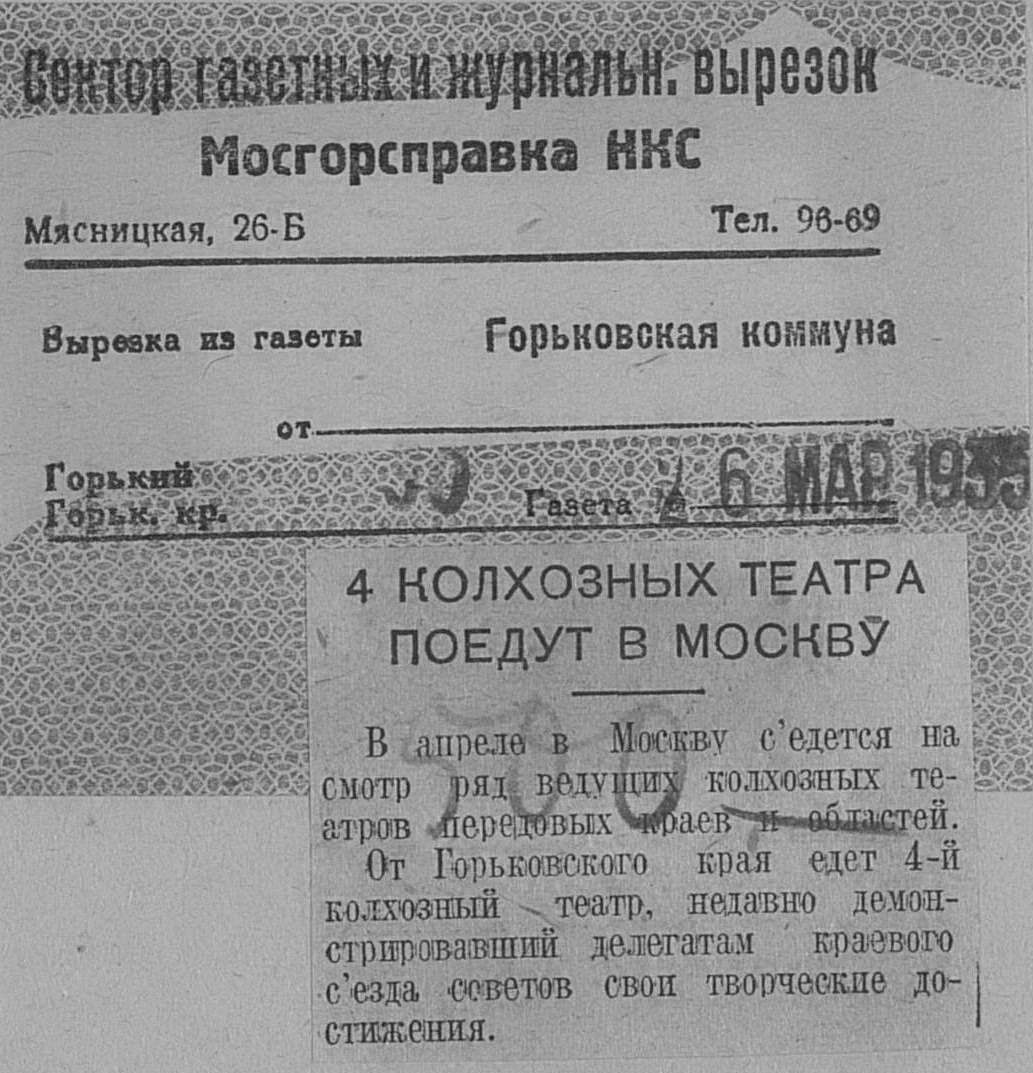 Сектор газетных и журнальн. вырезок
Мосгорсправка НКС
Мясницкая, 26-Б Тел. 96-69
Вырезка из газеты Горьковская коммуна
от
Горький
Горьк. кр. Газета 6 МАР 1935
4 КОЛХОЗНЫХ ТЕАТРА
ПОЕДУТ В МОСКВУ
500
В апреле в Москву с'едется на
смотр ряд ведущих колхозных те-
атров передовых краев и областей.
От Горьковского края едет 4-й
колхозный театр, недавно демон-
стрировавший делегатам краевого
с'езда советов свои творческие до-
стижения.